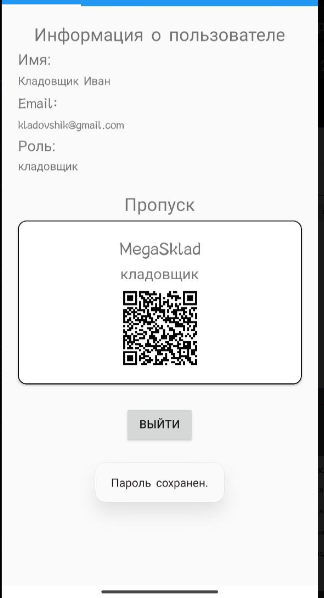 Информация о пользователе
Имя:
Кладовщик Иван
Email:
kladovshik@gmail.com
Роль:
кладовщик
Пропуск
MegaSklad
кладовщик
ВЫЙТИ
Пароль сохранен.